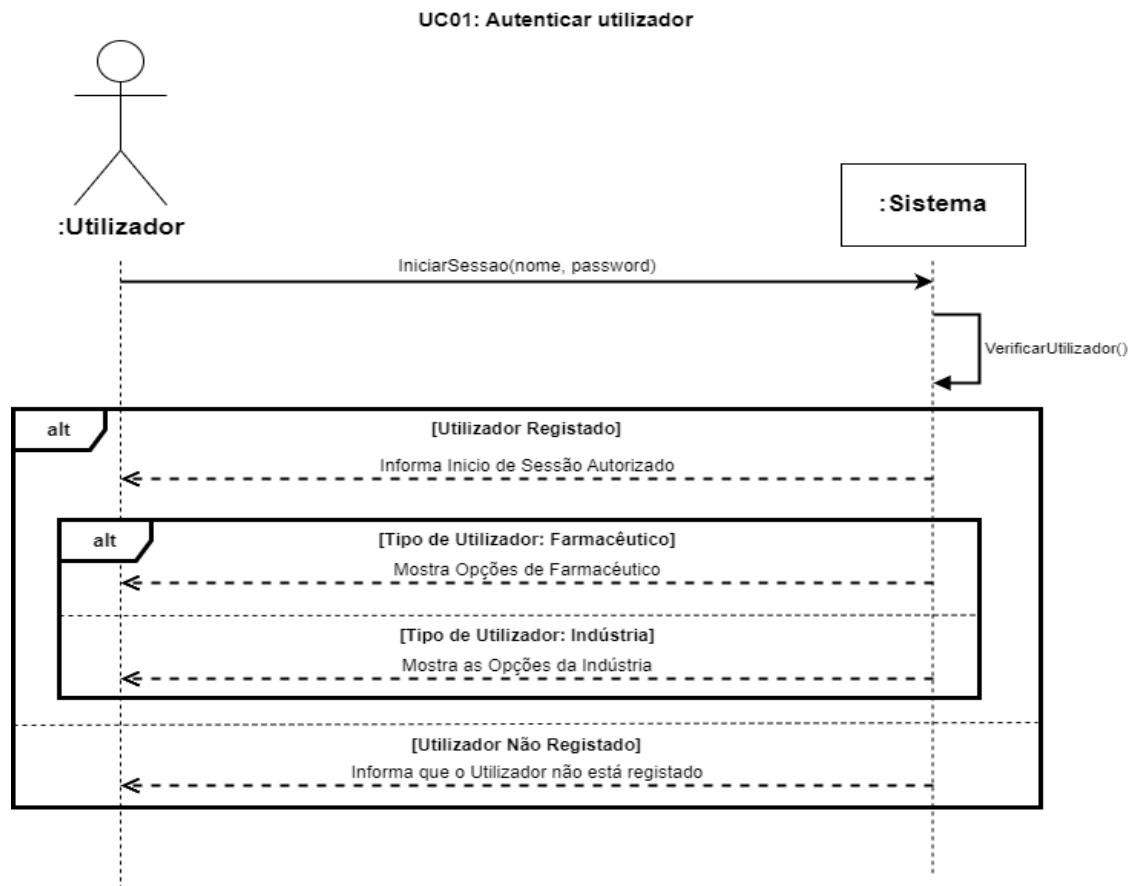 UC01: Autenticar utilizador
:Utilizador
:Sistema
IniciarSessao(nome, password)
VerificarUtilizador()
alt
[Utilizador Registado]
Informa Inicio de Sessão Autorizado
alt
[Tipo de Utilizador: Farmacêutico]
Mostra Opções de Farmacéutico
[Tipo de Utilizador: Indústria]
Mostra as Opções da Indústria
[Utilizador Não Registado]
Informa que o Utilizador não está registado